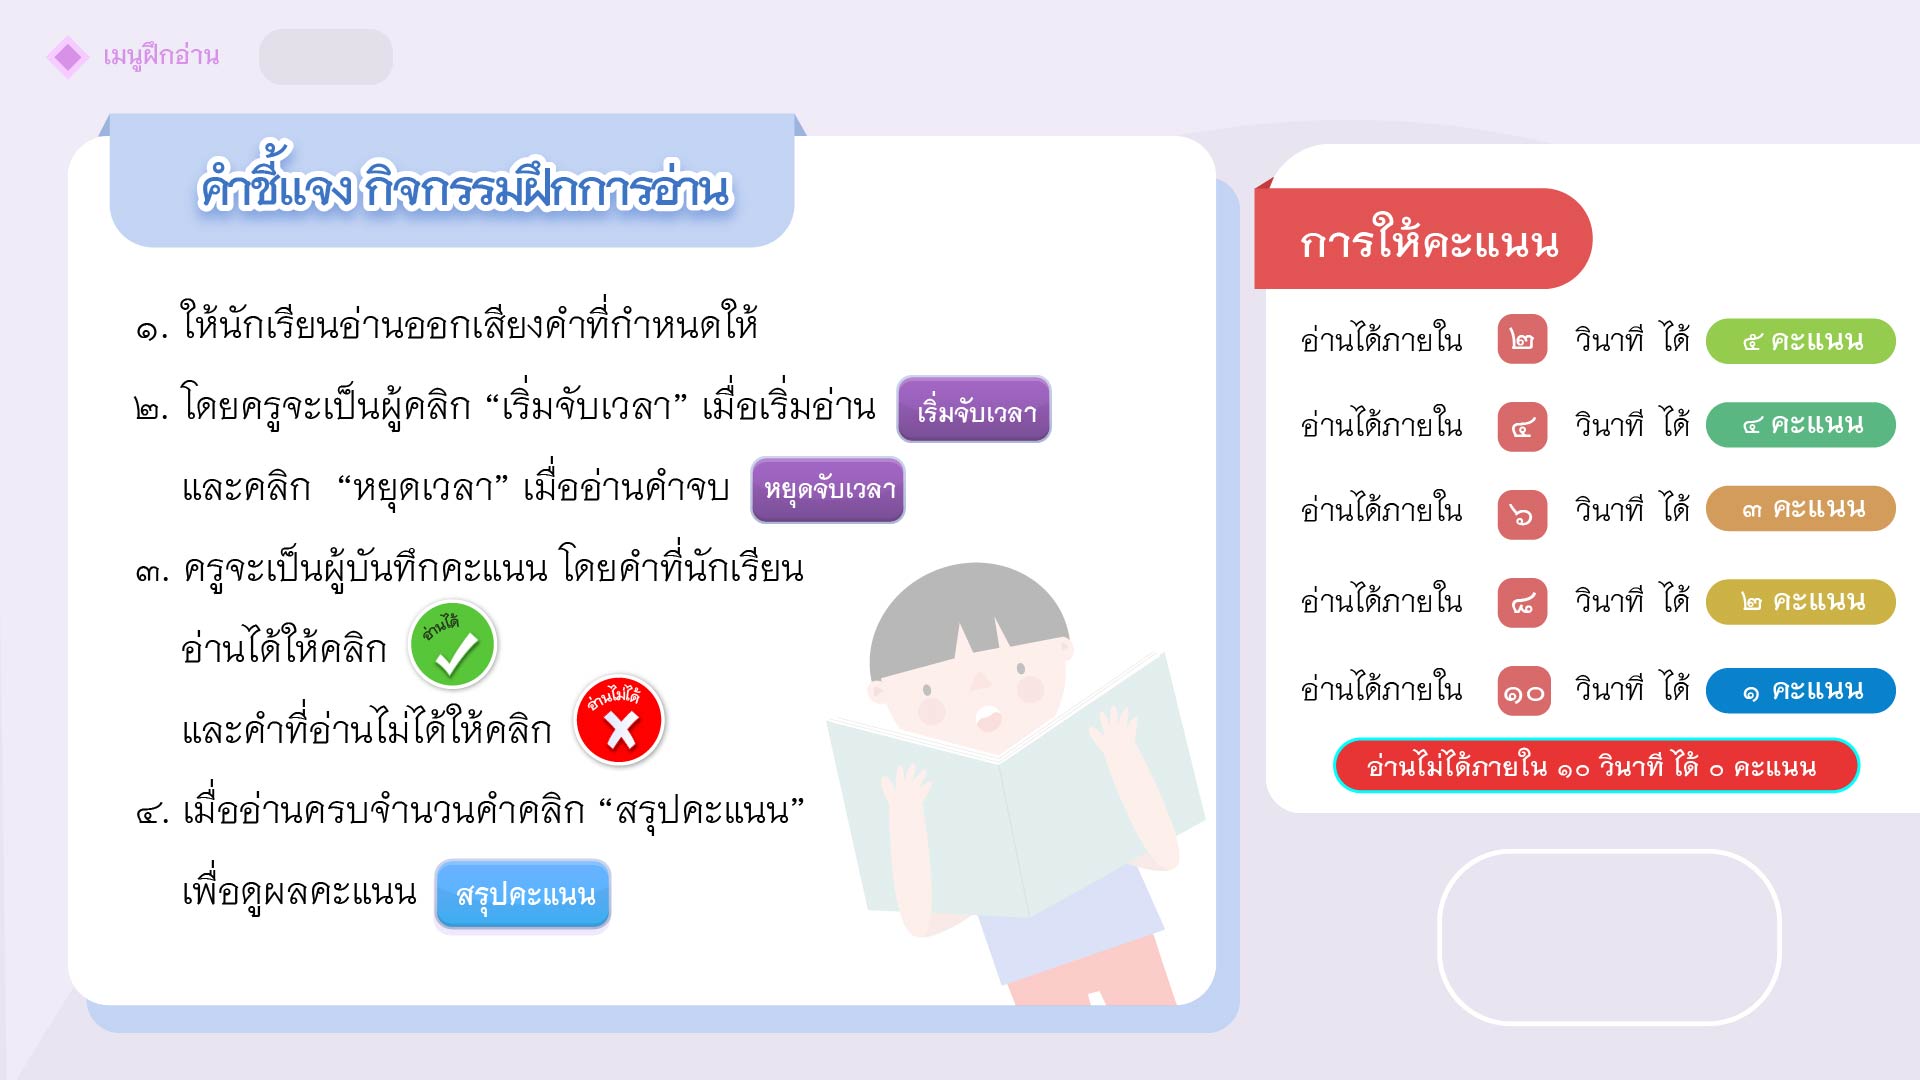 เมนูฝึกอ่าน
คำชี้แจง กิจกรรมฝึกการอ่าน
๑. ให้นักเรียนอ่านออกเสียงคำที่กำหนดให้
๒. โดยครูจะเป็นผู้คลิก “เริ่มจับเวลา” เมื่อเริ่มอ่าน เริ่มจับเวลา
และคลิก “หยุดเวลา” เมื่ออ่านคำจบ หยุดจับเวลา
๓. ครูจะเป็นผู้บันทึกคะแนน โดยคำที่นักเรียน
อ่านได้ให้คลิก อ่านได้
และคำที่อ่านไม่ได้ให้คลิก อ่านไม่ได้
๔. เมื่ออ่านครบจำนวนคำคลิก “สรุปคะแนน”
เพื่อดูผลคะแนน สรุปคะแนน
การให้คะแนน
อ่านได้ภายใน ๒ วินาที ได้ ๕ คะแนน
อ่านได้ภายใน ๔ วินาที ได้ ๔ คะแนน
อ่านได้ภายใน ๖ วินาที ได้ ๓ คะแนน
อ่านได้ภายใน ๘ วินาที ได้ ๒ คะแนน
อ่านได้ภายใน ๑๐ วินาที ได้ ๑ คะแนน
อ่านไม่ได้ภายใน ๑๐ วินาที ได้ ๐ คะแนน